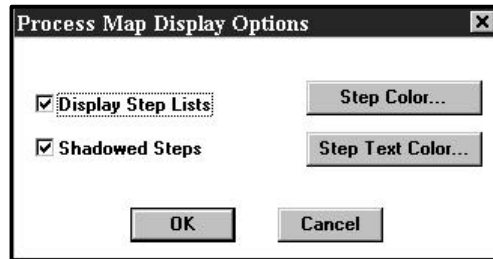 Process Map Display Options
Display Step Lists
Step Color...
Shadowed Steps
Step Text Color...
OK
Cancel